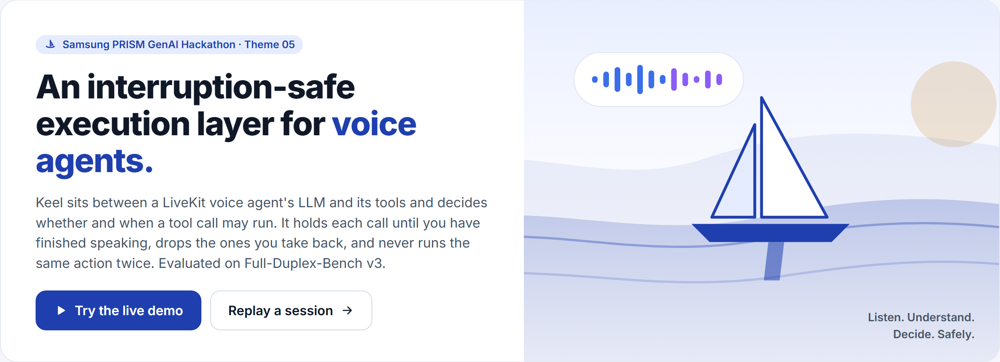 Samsung PRISM GenAI Hackathon · Theme 05
An interruption-safe
execution layer for voice
agents.
Keel sits between a LiveKit voice agent's LLM and its tools and decides
whether and when a tool call may run. It holds each call until you have
finished speaking, drops the ones you take back, and never runs the
same action twice. Evaluated on Full-Duplex-Bench v3.
Try the live demo
Replay a session →
Listen. Understand.
Decide. Safely.